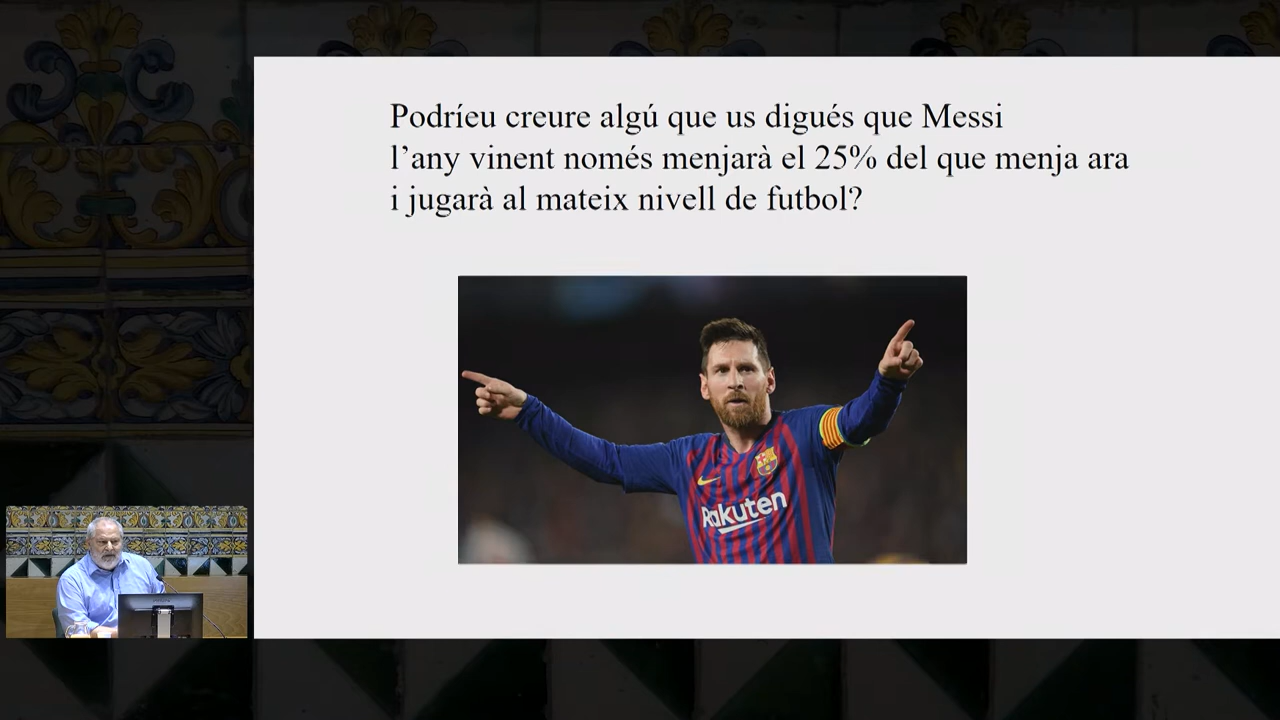 Podríeu creure algú que us digués que Messi
l’any vinent només menjarà el 25% del que menja ara
i jugarà al mateix nivell de futbol?
Rakuten